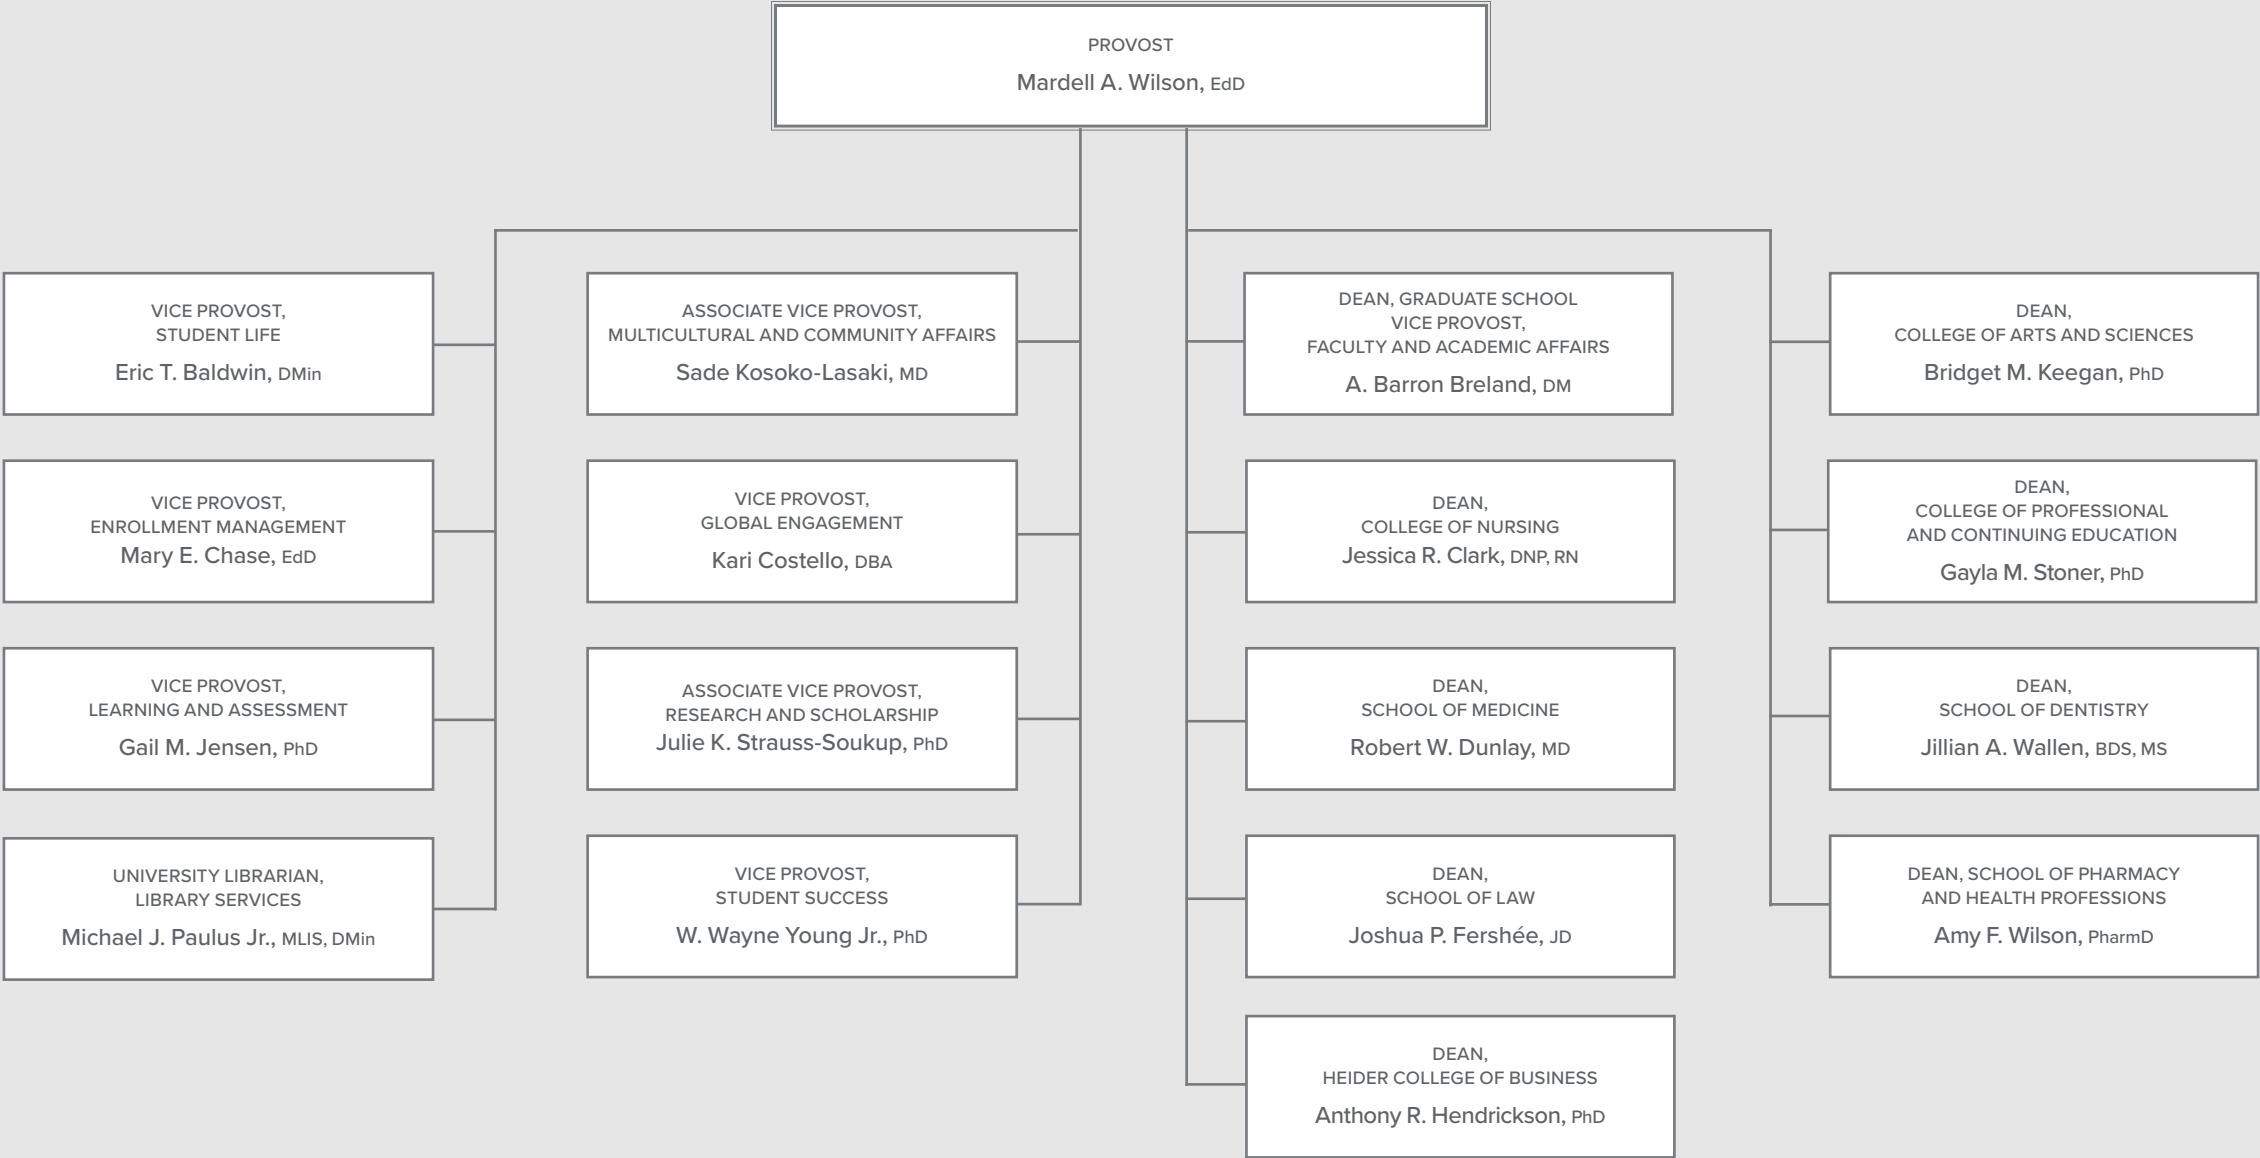 PROVOST
Mardell A. Wilson, EdD
VICE PROVOST,
STUDENT LIFE
Eric T. Baldwin, DMin
ASSOCIATE VICE PROVOST,
MULTICULTURAL AND COMMUNITY AFFAIRS
Sade Kosoko-Lasaki, MD
DEAN, GRADUATE SCHOOL
VICE PROVOST,
FACULTY AND ACADEMIC AFFAIRS
A. Barron Breland, DM
DEAN,
COLLEGE OF ARTS AND SCIENCES
Bridget M. Keegan, PhD
VICE PROVOST,
ENROLLMENT MANAGEMENT
Mary E. Chase, EdD
VICE PROVOST,
GLOBAL ENGAGEMENT
Kari Costello, DBA
DEAN,
COLLEGE OF NURSING
Jessica R. Clark, DNP, RN
DEAN,
COLLEGE OF PROFESSIONAL
AND CONTINUING EDUCATION
Gayla M. Stoner, PhD
VICE PROVOST,
LEARNING AND ASSESSMENT
Gail M. Jensen, PhD
ASSOCIATE VICE PROVOST,
RESEARCH AND SCHOLARSHIP
Julie K. Strauss-Soukup, PhD
DEAN,
SCHOOL OF MEDICINE
Robert W. Dunlay, MD
DEAN,
SCHOOL OF DENTISTRY
Jillian A. Wallen, BDS, MS
UNIVERSITY LIBRARIAN,
LIBRARY SERVICES
Michael J. Paulus Jr., MLIS, DMin
VICE PROVOST,
STUDENT SUCCESS
W. Wayne Young Jr., PhD
DEAN,
SCHOOL OF LAW
Joshua P. Fershée, JD
DEAN, SCHOOL OF PHARMACY
AND HEALTH PROFESSIONS
Amy F. Wilson, PharmD
DEAN,
HEIDER COLLEGE OF BUSINESS
Anthony R. Hendrickson, PhD